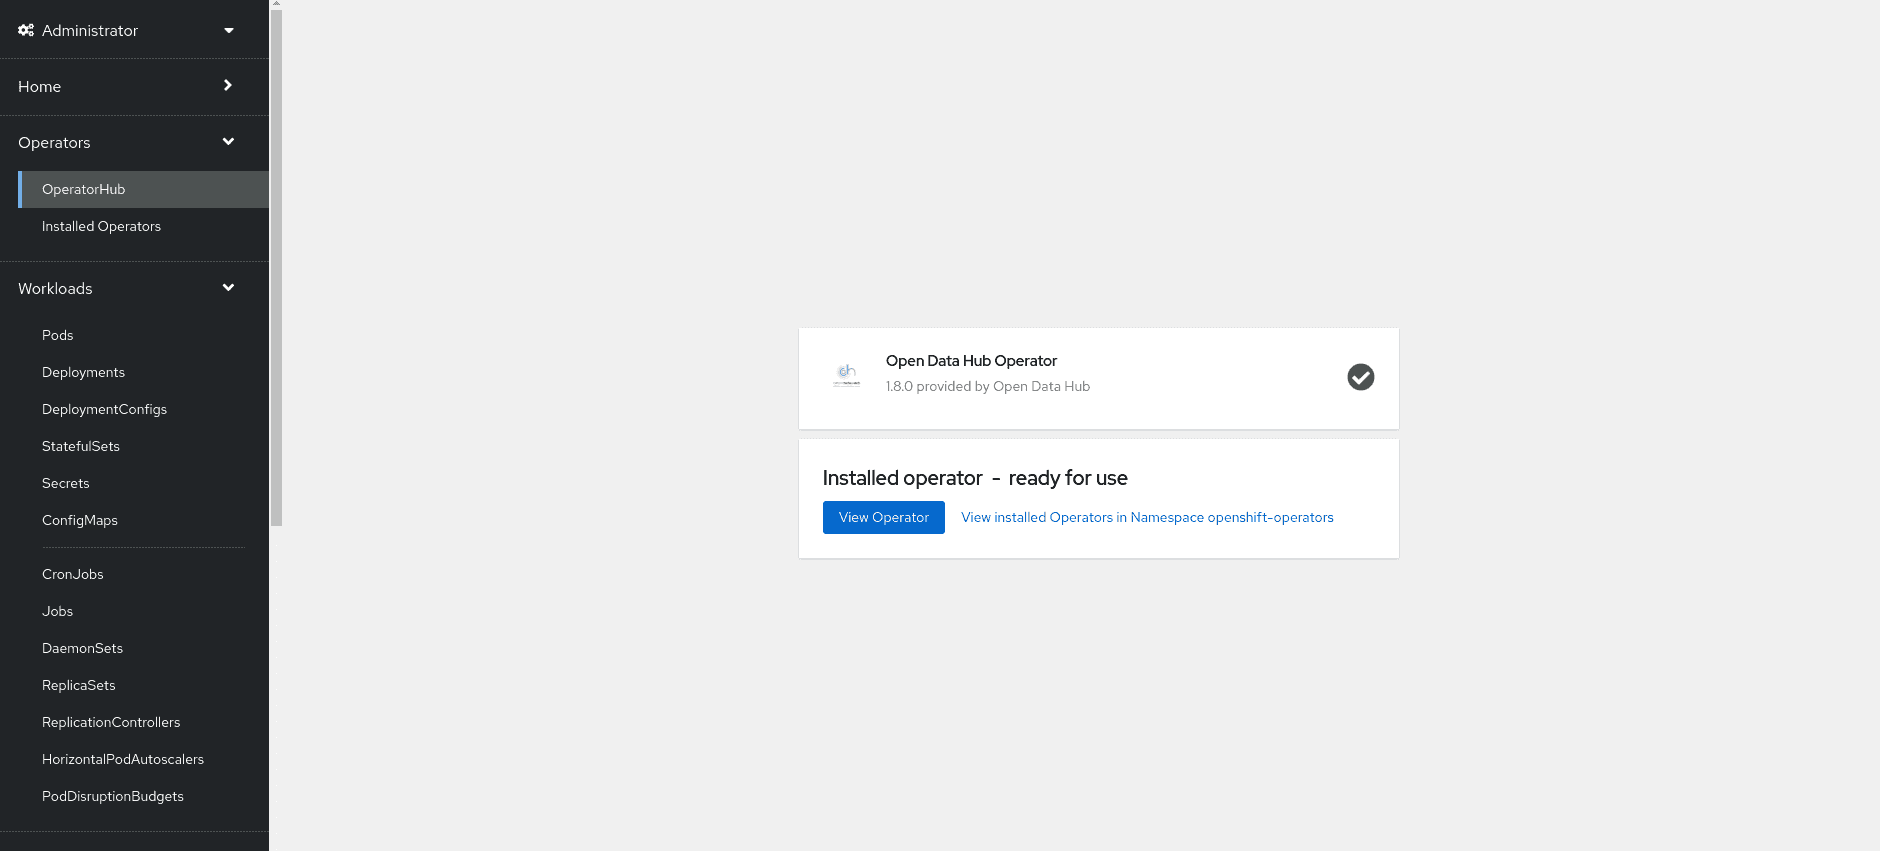 Administrator
Home
Operators
OperatorHub
Installed Operators
Workloads
Pods
Deployments
DeploymentConfigs
StatefulSets
Secrets
ConfigMaps
CronJobs
Jobs
DaemonSets
ReplicaSets
ReplicationControllers
HorizontalPodAutoscalers
PodDisruptionBudgets
Open Data Hub Operator
1.8.0 provided by Open Data Hub
Installed operator - ready for use
View Operator View installed Operators in Namespace openshift-operators